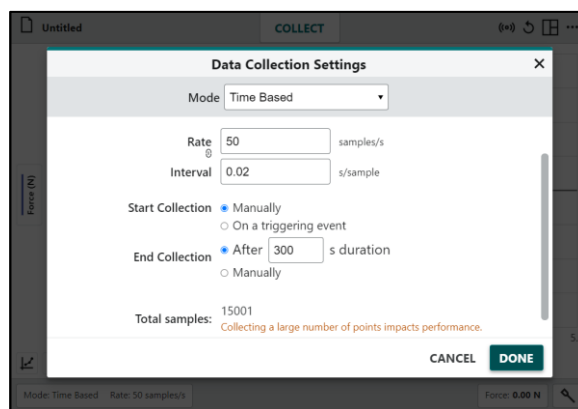 Untitled
COLLECT
Data Collection Settings
Mode Time Based
Rate 50 samples/s
Interval 0.02 s/sample
Force (N)
Start Collection Manually
On a triggering event
End Collection After 300 s duration
Manually
Total samples: 15001
Collecting a large number of points impacts performance.
CANCEL DONE
Mode: Time Based Rate: 50 samples/s Force: 0.00 N